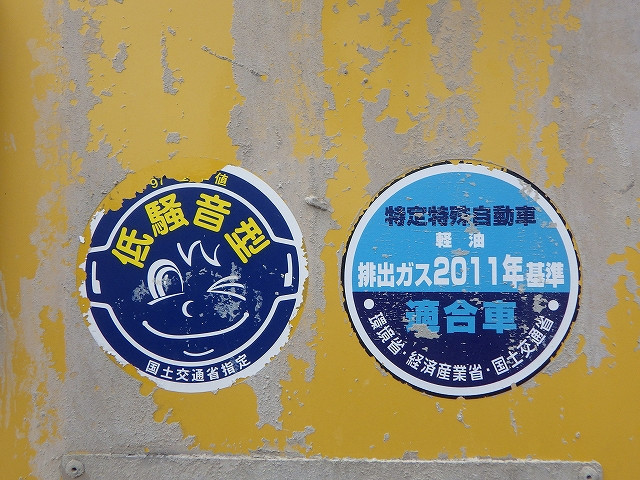 97
値
低騒音型
国土交通省指定
特定特殊自動車
軽油
排出ガス2011年基準
適合車
環境省・経済産業省・国土交通省